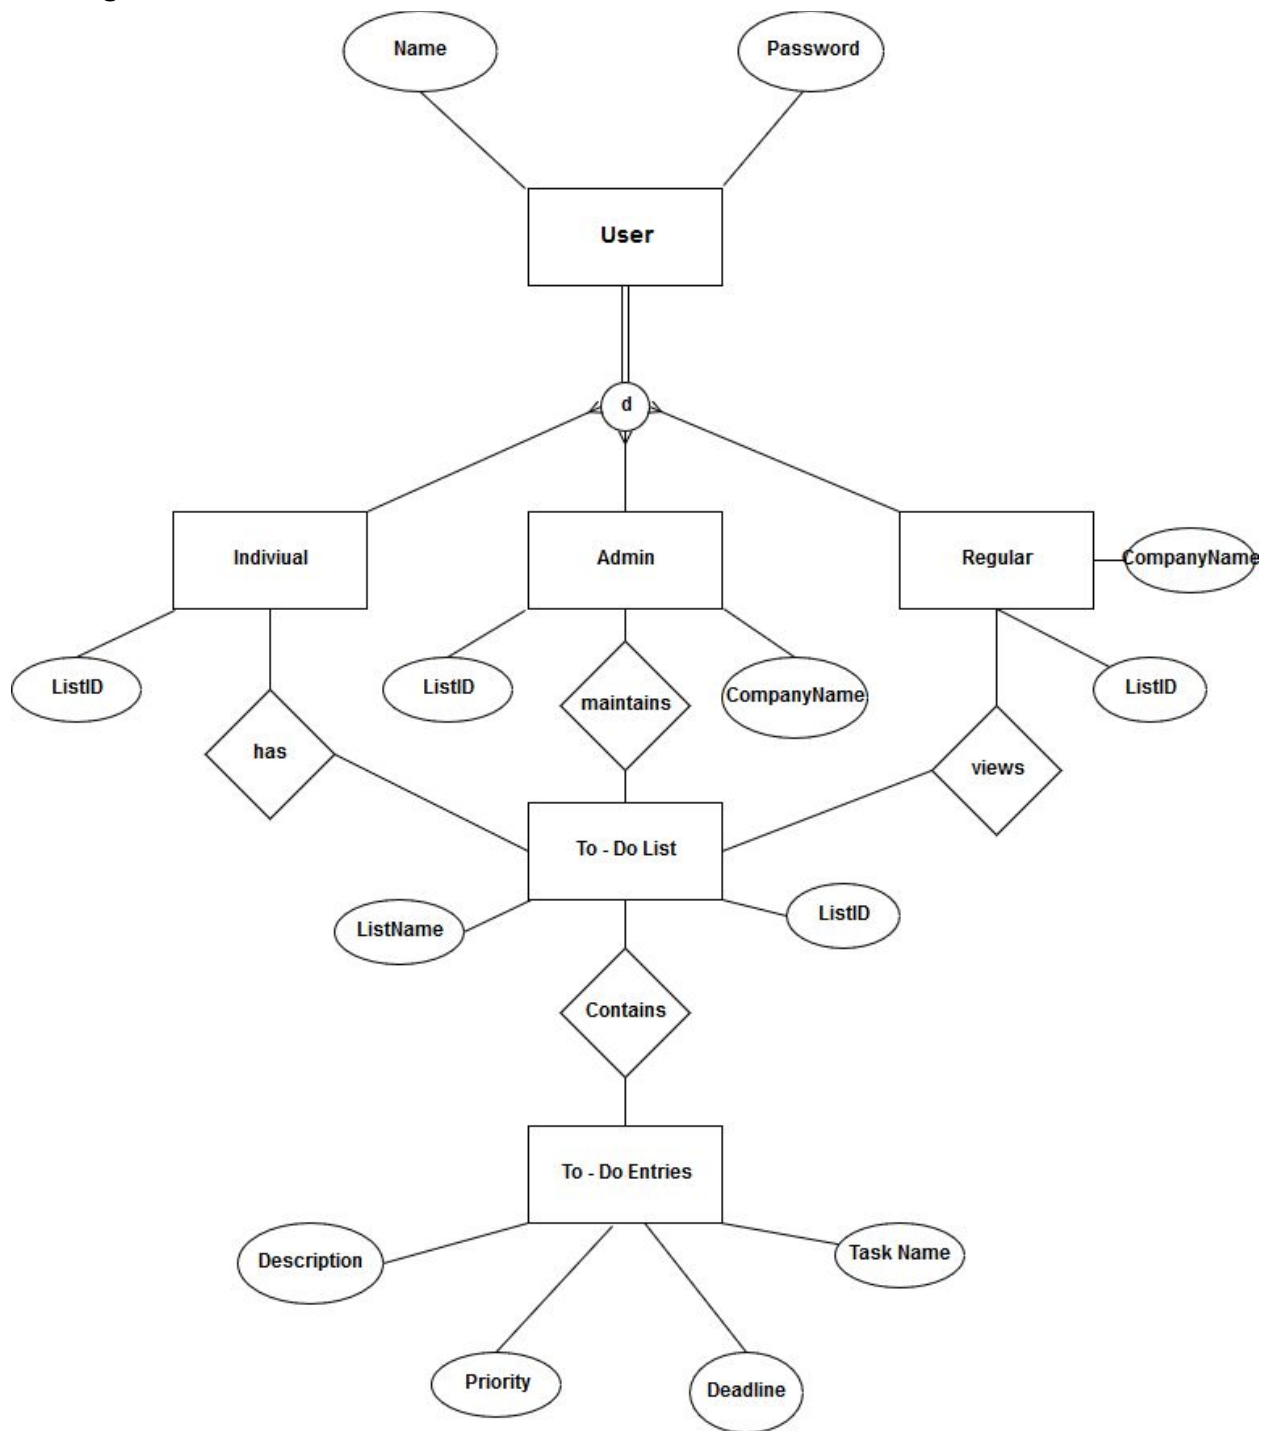 Name
Password
User
d
Indiviual
Admin
Regular
CompanyName
ListID
ListID
maintains
CompanyName
ListID
has
views
To - Do List
ListName
ListID
Contains
To - Do Entries
Description
Task Name
Priority
Deadline